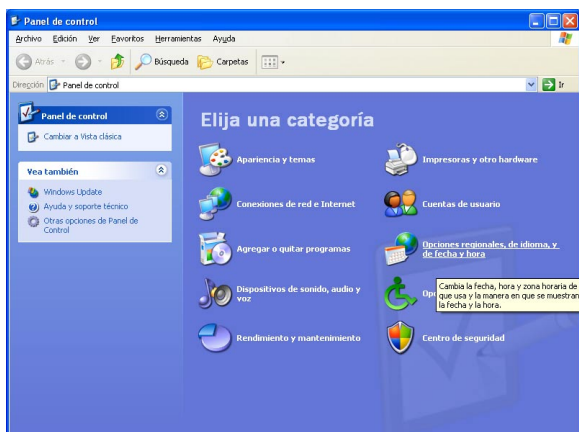 Panel de control
Archivo Edición Ver Favoritos Herramientas Ayuda
Atrás Búsqueda Carpetas
Dirección Panel de control Ir
Panel de control
Cambiar a Vista clásica
Vea también
Windows Update
Ayuda y soporte técnico
Otras opciones de Panel de
Control
Elija una categoría
Apariencia y temas
Impresoras y otro hardware
Conexiones de red e Internet
Cuentas de usuario
Agregar o quitar programas
Opciones regionales, de idioma, y
de fecha y hora
Dispositivos de sonido, audio y
voz
Cambia la fecha, hora y zona horaria de
que usa y la manera en que se muestran
la fecha y la hora.
Rendimiento y mantenimiento
Centro de seguridad